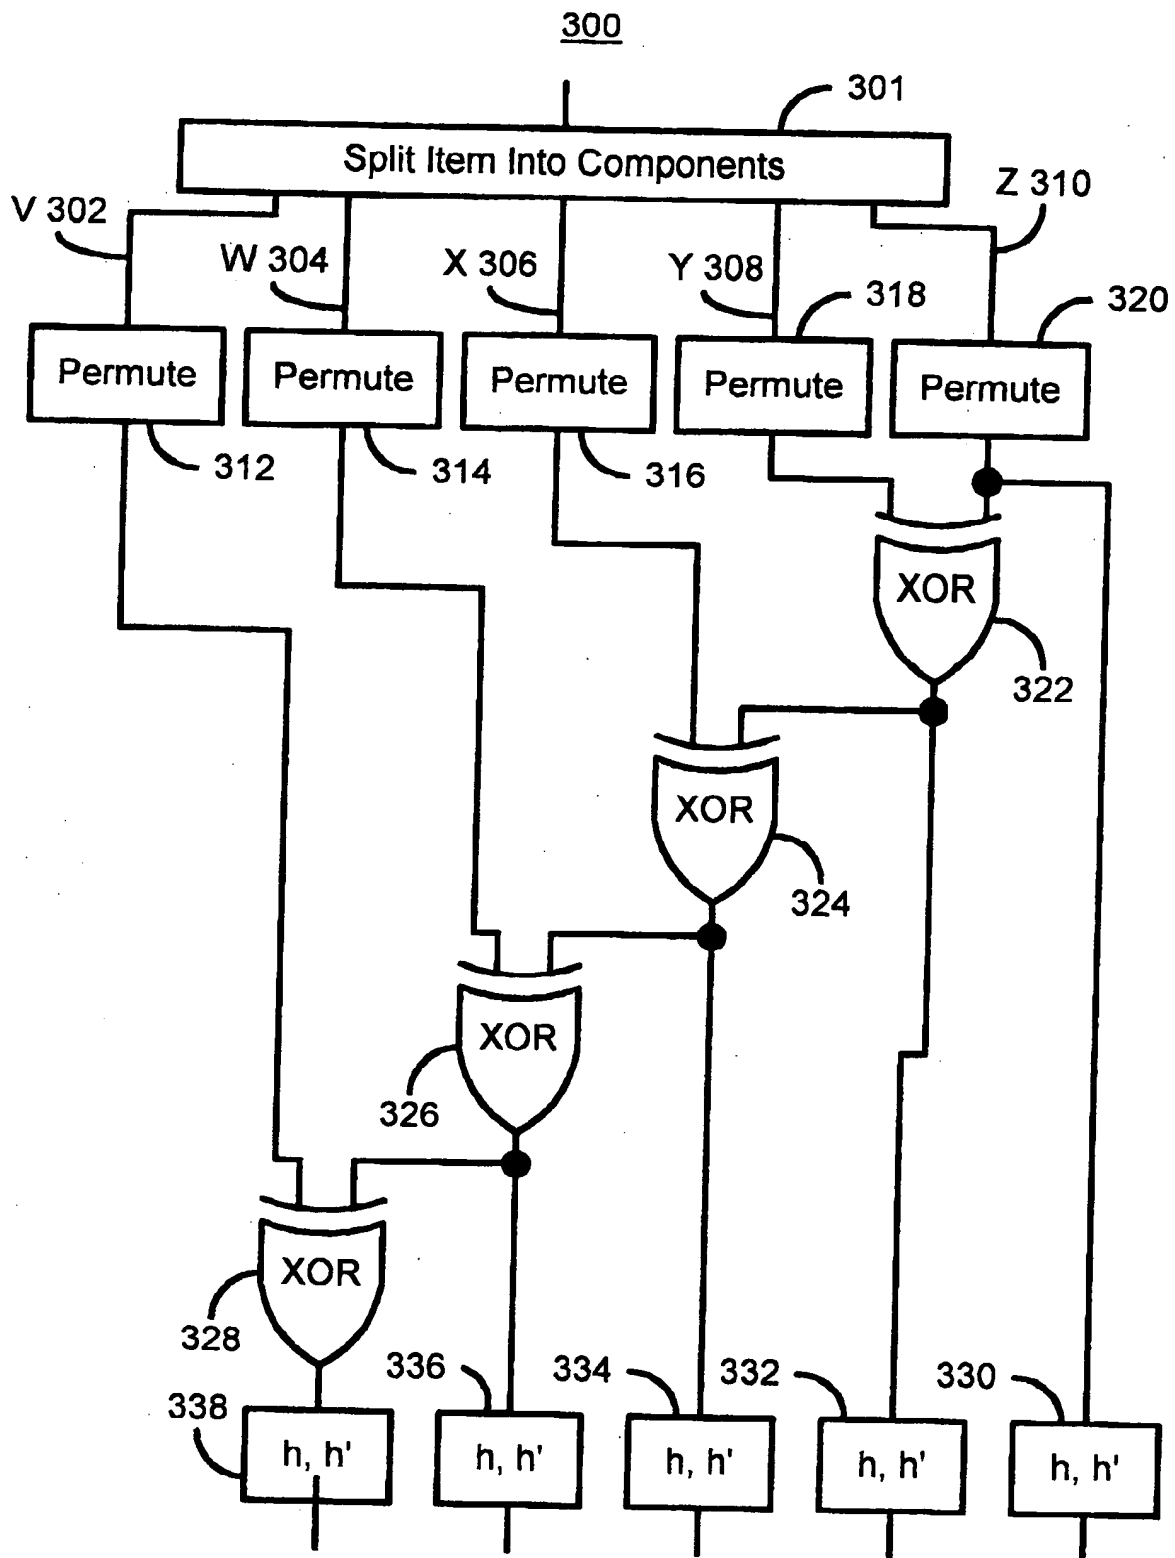 300
301
Split Item Into Components
V 302
W 304
X 306
Y 308
Z 310
318
320
Permute
Permute
Permute
Permute
Permute
312
314
316
XOR
322
XOR
324
XOR
326
XOR
328
338
336
334
332
330
h, h'
h, h'
h, h'
h, h'
h, h'